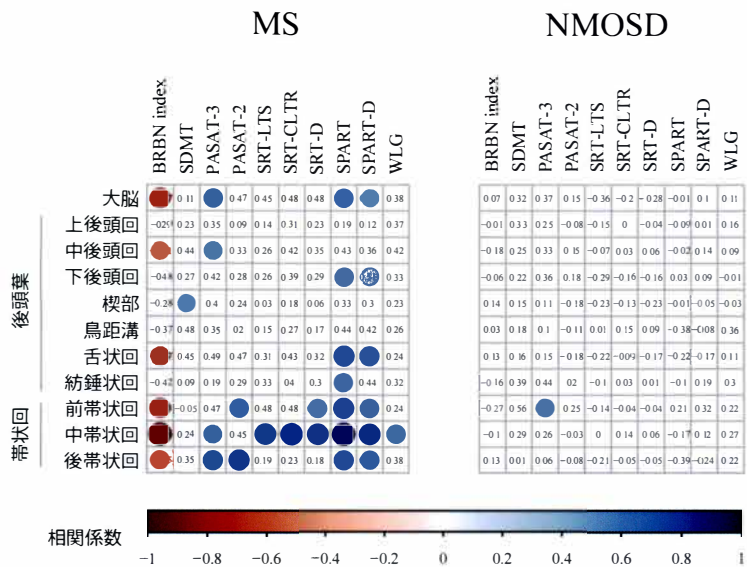 MS NMOSD
BRBN index SDMT PASAT-3 PASAT-2 SRT-LTS SRT-CLTR SRT-D SPART SPART-D WLG BRBN index SDMT PASAT-3 PASAT-2 SRT-LTS SRT-CLTR SRT-D SPART SPART-D WLG
大脳 0.11 0.47 0.45 0.48 0.48 0.38 0.07 0.32 0.37 0.15 −0.36 −0.2 −0.28 −0.01 0.1 0.11
上後頭回 0.23 0.35 0.09 0.14 0.31 0.23 0.19 0.12 0.37 −0.01 0.33 0.25 −0.08 −0.15 0 −0.04 −0.09 0.01 0.16
中後頭回 0.44 0.33 0.26 0.42 0.35 0.43 0.36 0.42 −0.18 0.25 0.33 0.15 −0.07 0.03 0.06 −0.02 0.14 0.09
下後頭回 0.27 0.42 0.28 0.26 0.39 0.29 0.33 −0.06 0.22 0.36 0.18 −0.29 −0.16 −0.16 0.03 0.09 −0.01
楔部 −0.28 0.4 0.24 0.03 0.18 0.06 0.33 0.3 0.23 0.14 0.15 0.11 −0.18 −0.23 −0.13 −0.23 −0.01 −0.05 −0.03
鳥距溝 −0.37 0.48 0.35 0.2 0.15 0.27 0.17 0.44 0.42 0.26 0.03 0.18 0.1 −0.11 0.01 0.15 0.09 −0.38 −0.08 0.36
舌状回 0.45 0.49 0.47 0.31 0.43 0.32 0.24 0.13 0.16 0.15 −0.18 −0.22 −0.09 −0.17 −0.22 −0.17 0.11
紡錘状回 0.09 0.19 0.29 0.33 0.4 0.3 0.44 0.32 −0.16 0.39 0.44 0.2 −0.1 0.03 0.01 −0.1 0.19 0.3
前帯状回 −0.05 0.47 0.48 0.48 0.24 −0.27 0.56 0.25 −0.14 −0.04 −0.04 0.21 0.32 0.22
中帯状回 0.24 0.45 −0.1 0.29 0.26 −0.03 0 0.14 0.06 −0.17 0.12 0.27
後帯状回 0.35 0.19 0.23 0.18 0.38 0.13 0.01 0.06 −0.08 −0.21 −0.05 −0.05 −0.39 −0.24 0.22
後頭葉
帯状回
相関係数
−1 −0.8 −0.6 −0.4 −0.2 0 0.2 0.4 0.6 0.8 1